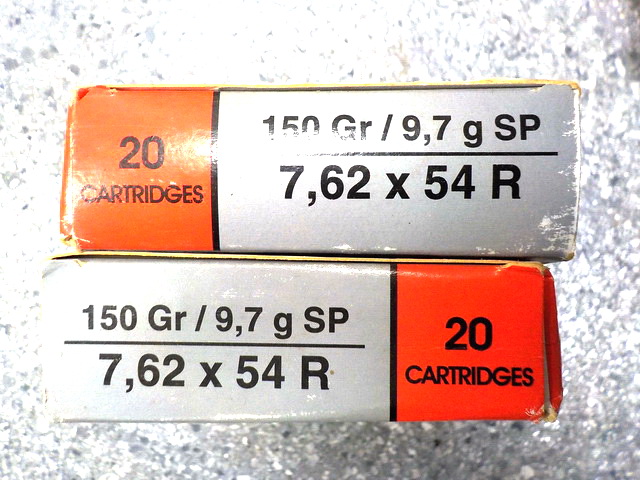 20
CARTRIDGES
150 Gr / 9,7 g SP
7,62 x 54 R
150 Gr / 9,7 g SP
7,62 x 54 R
20
CARTRIDGES